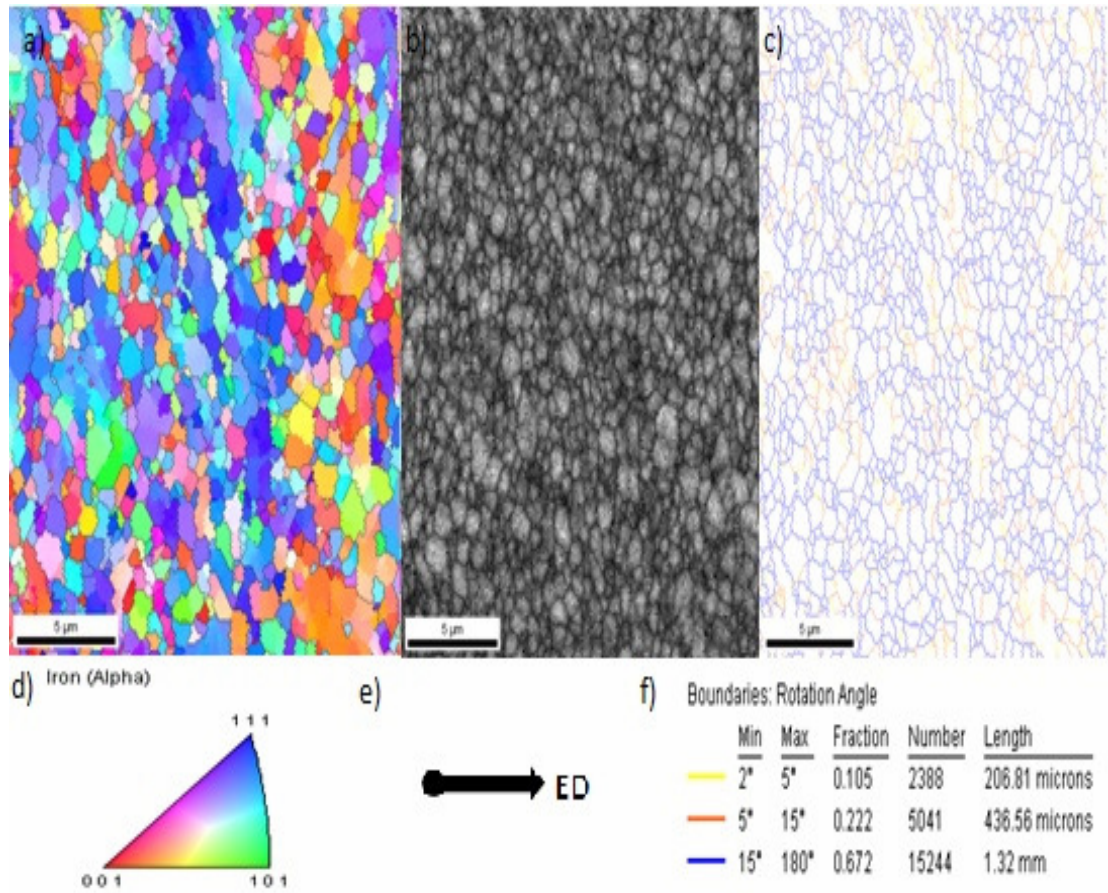 a)
b)
c)
5 µm
5 µm
5 µm
d) Iron (Alpha)
1 1 1
0 0 1
1 0 1
e)
ED
f) Boundaries: Rotation Angle
Min Max Fraction Number Length
2° 5° 0.105 2388 206.81 microns
5° 15° 0.222 5041 436.56 microns
15° 180° 0.672 15244 1.32 mm